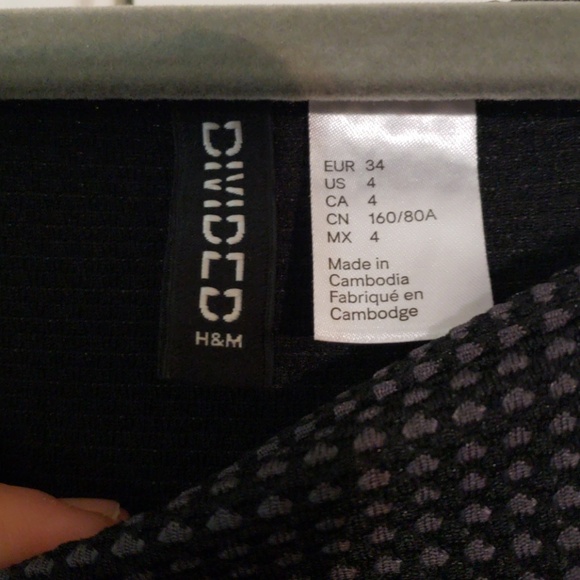 DIVIDED
H&M
EUR 34
US 4
CA 4
CN 160/80A
MX 4
Made in
Cambodia
Fabriqué en
Cambodge